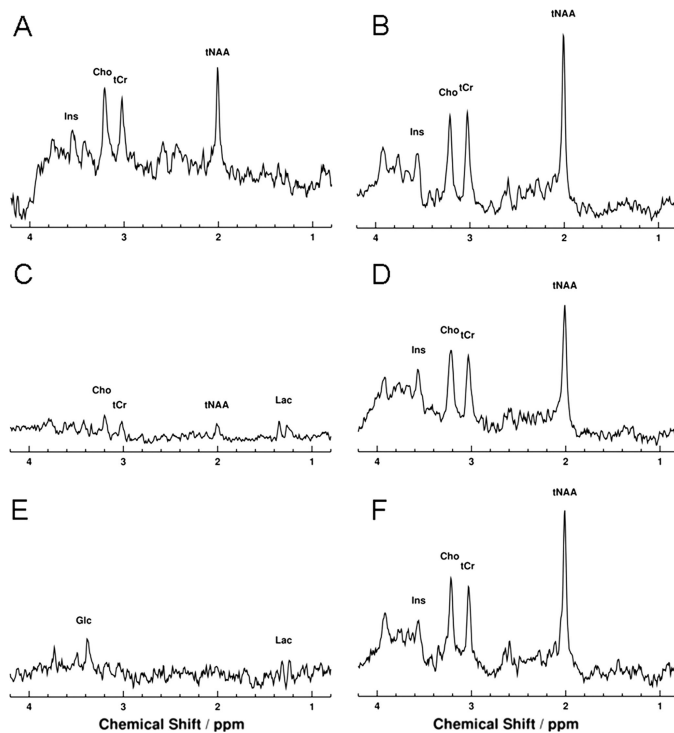 A
tNAA
Cho
tCr
Ins
4 3 2 1
B
tNAA
Cho tCr
Ins
4 3 2 1
C
Cho
tCr
tNAA
Lac
4 3 2 1
D
tNAA
Cho
tCr
Ins
4 3 2 1
E
Glc
Lac
4 3 2 1
Chemical Shift / ppm
F
tNAA
Cho
tCr
Ins
4 3 2 1
Chemical Shift / ppm